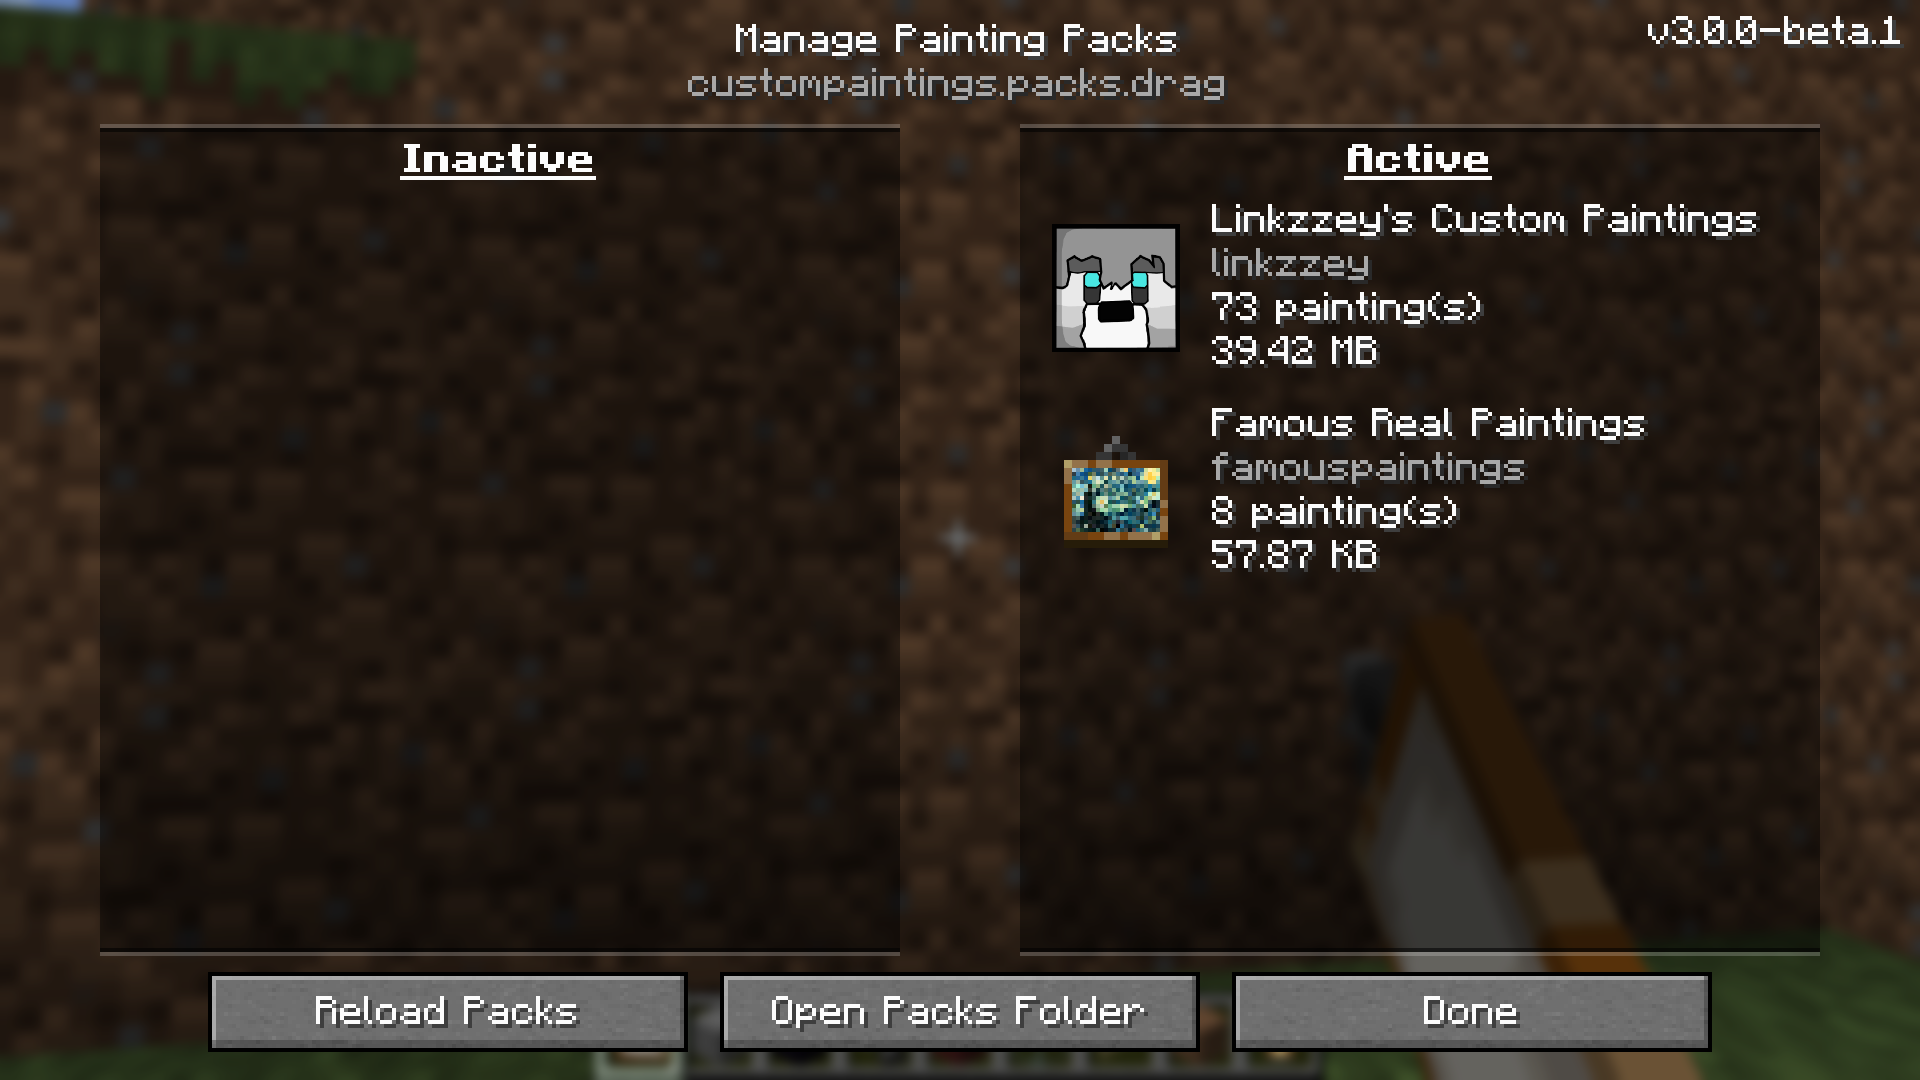 Manage Painting Packs
v3.0.0-beta.1
custompaintings.packs.drag
Inactive
Active
Linkzzey's Custom Paintings
linkzzey
73 painting(s)
39.42 MB
Famous Real Paintings
famouspaintings
8 painting(s)
57.87 KB
Reload Packs
Open Packs Folder
Done